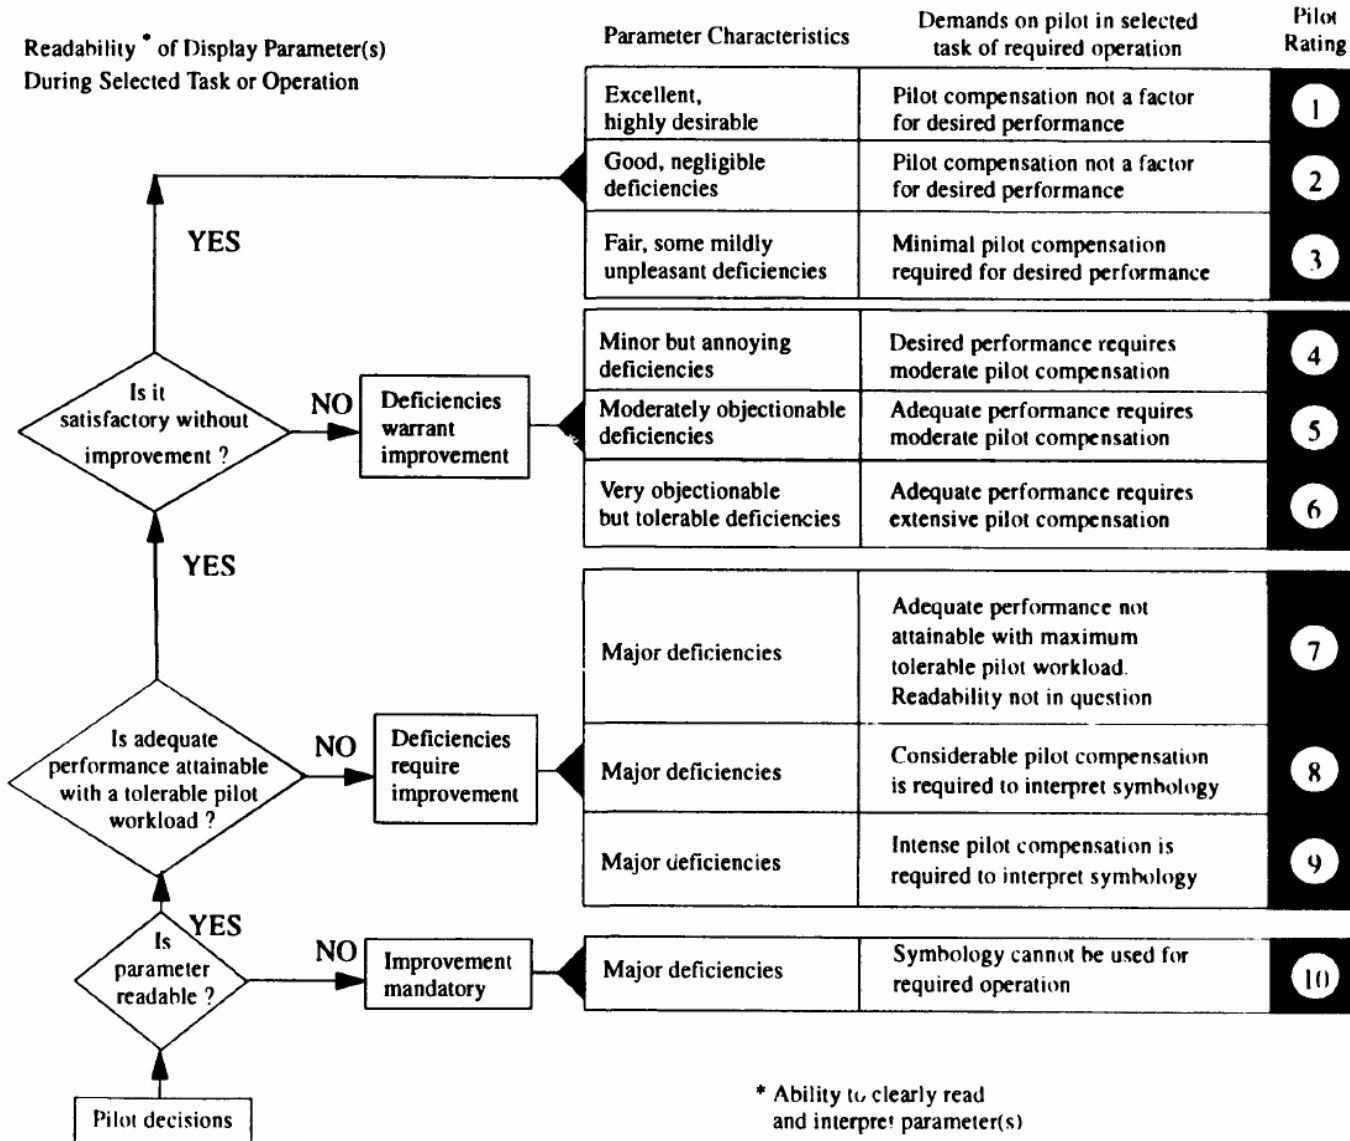 Readability * of Display Parameter(s)
During Selected Task or Operation
Parameter Characteristics
Demands on pilot in selected
task of required operation
Pilot
Rating
Excellent,
highly desirable
Pilot compensation not a factor
for desired performance
1
Good, negligible
deficiencies
Pilot compensation not a factor
for desired performance
2
YES
Fair, some mildly
unpleasant deficiencies
Minimal pilot compensation
required for desired performance
3
Is it
satisfactory without
improvement ?
NO
Deficiencies
warrant
improvement
Minor but annoying
deficiencies
Desired performance requires
moderate pilot compensation
4
Moderately objectionable
deficiencies
Adequate performance requires
moderate pilot compensation
5
Very objectionable
but tolerable deficiencies
Adequate performance requires
extensive pilot compensation
6
YES
Is adequate
performance attainable
with a tolerable pilot
workload ?
NO
Deficiencies
require
improvement
Major deficiencies
Adequate performance not
attainable with maximum
tolerable pilot workload.
Readability not in question
7
Major deficiencies
Considerable pilot compensation
is required to interpret symbology
8
Major deficiencies
Intense pilot compensation is
required to interpret symbology
9
YES
Is
parameter
readable ?
NO
Improvement
mandatory
Major deficiencies
Symbology cannot be used for
required operation
10
Pilot decisions
* Ability to clearly read
and interpret parameter(s)